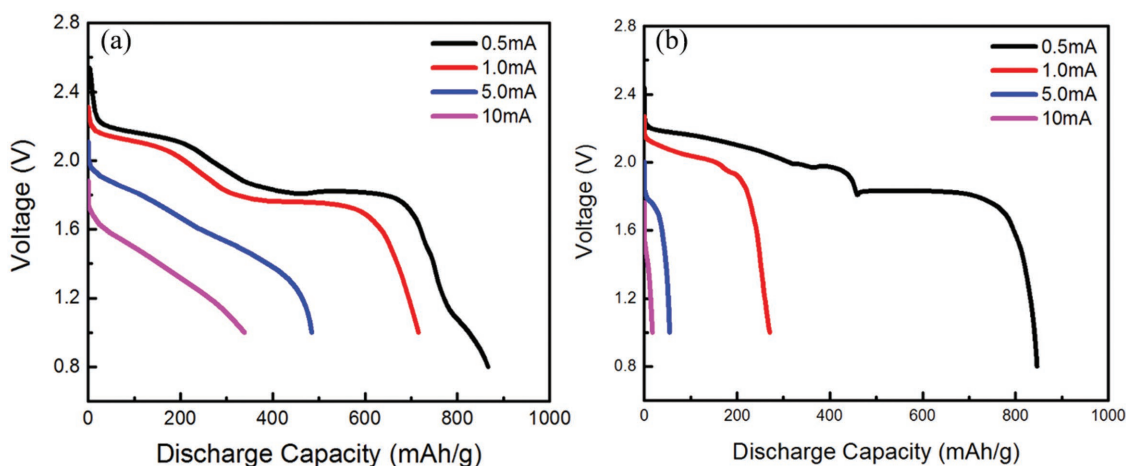 (a)
0.5mA
1.0mA
5.0mA
10mA
2.8
2.4
2.0
1.6
1.2
0.8
Voltage (V)
0 200 400 600 800 1000
Discharge Capacity (mAh/g)
(b)
0.5mA
1.0mA
5.0mA
10mA
2.8
2.4
2.0
1.6
1.2
0.8
Voltage (V)
0 200 400 600 800 1000
Discharge Capacity (mAh/g)